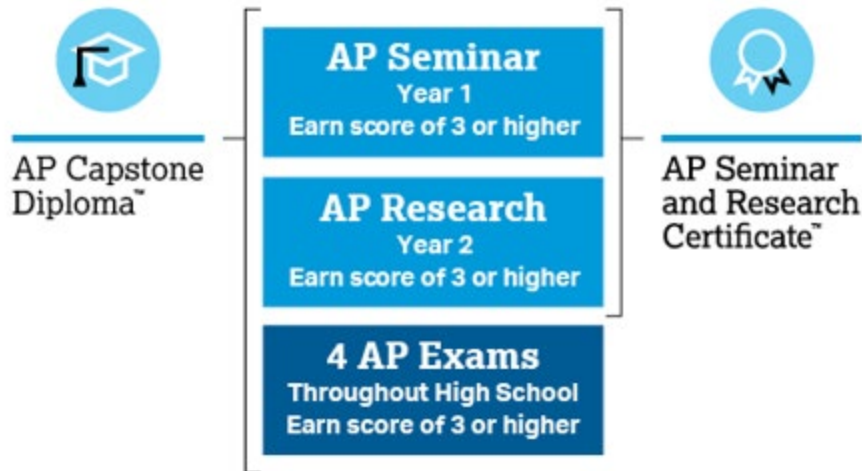 AP Capstone
Diploma™
AP Seminar
Year 1
Earn score of 3 or higher
AP Research
Year 2
Earn score of 3 or higher
4 AP Exams
Throughout High School
Earn score of 3 or higher
AP Seminar
and Research
Certificate™